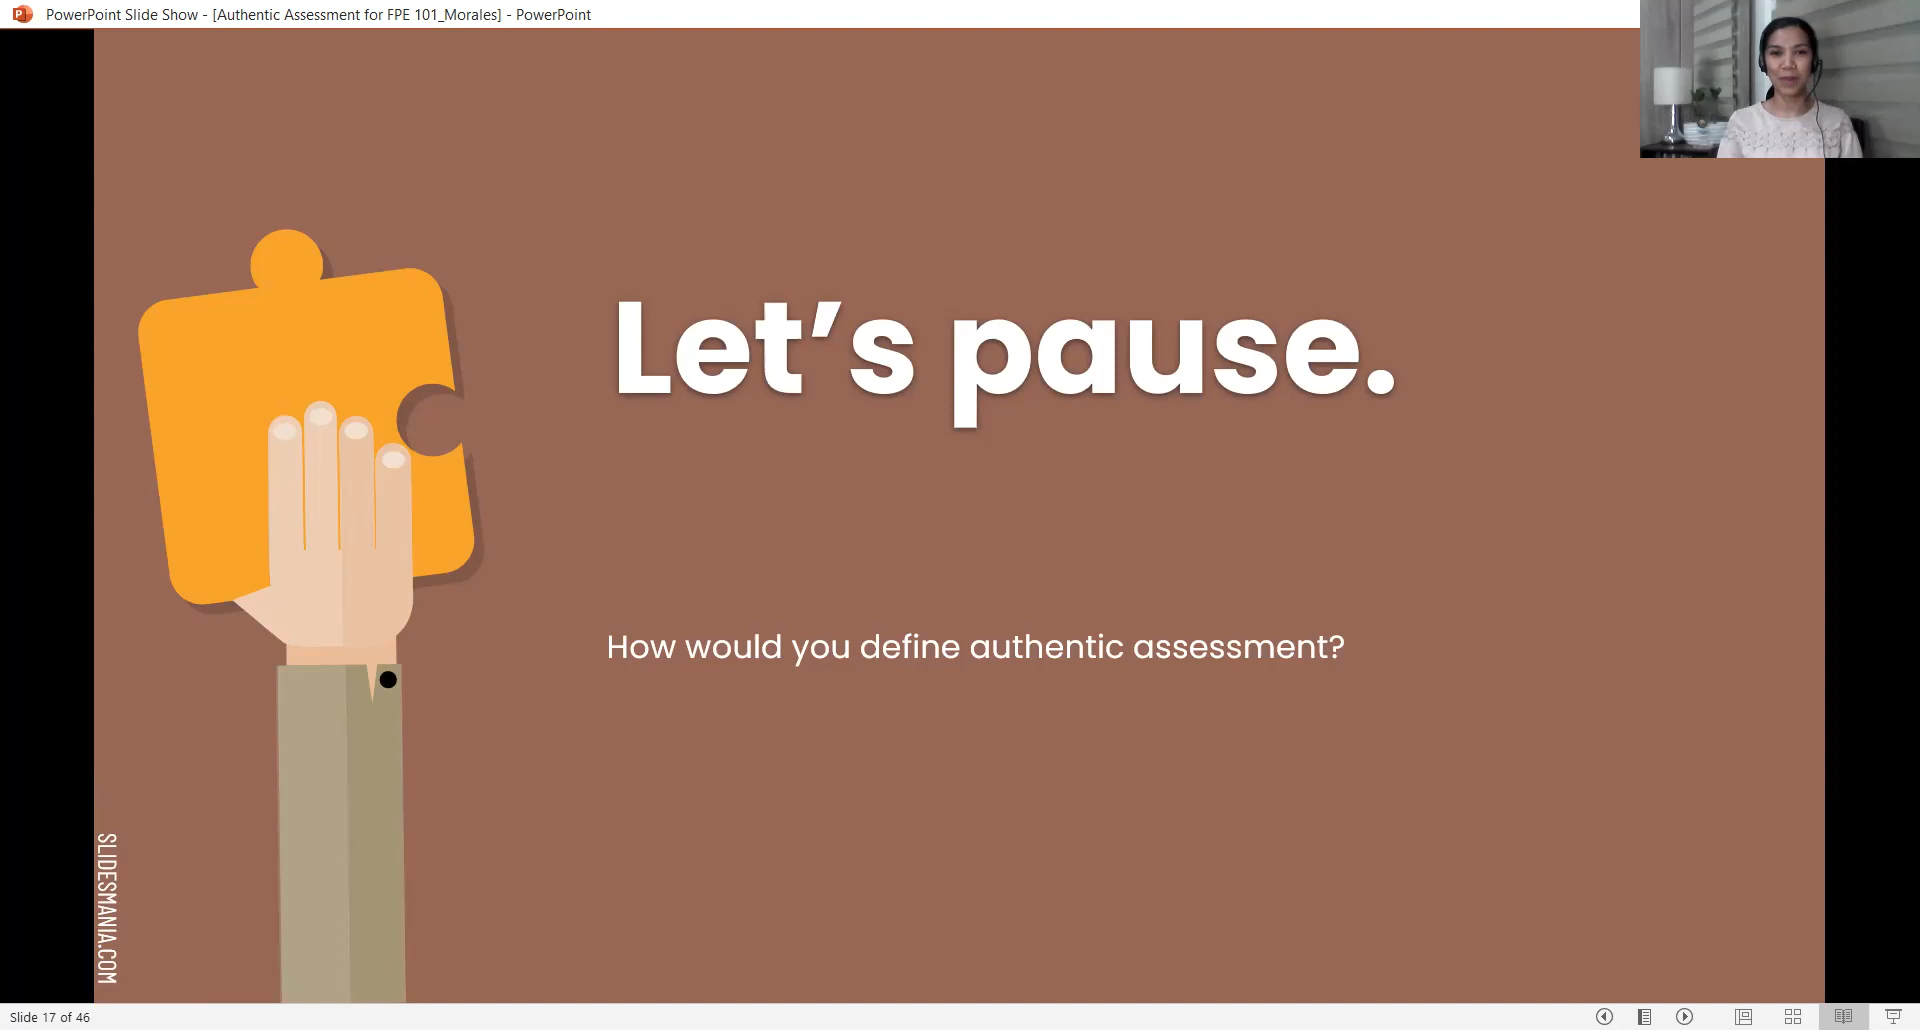 PowerPoint Slide Show - [Authentic Assessment for FPE 101_Morales] - PowerPoint
Let’s pause.
How would you define authentic assessment?
SLIDESMANIA.COM
Slide 17 of 46